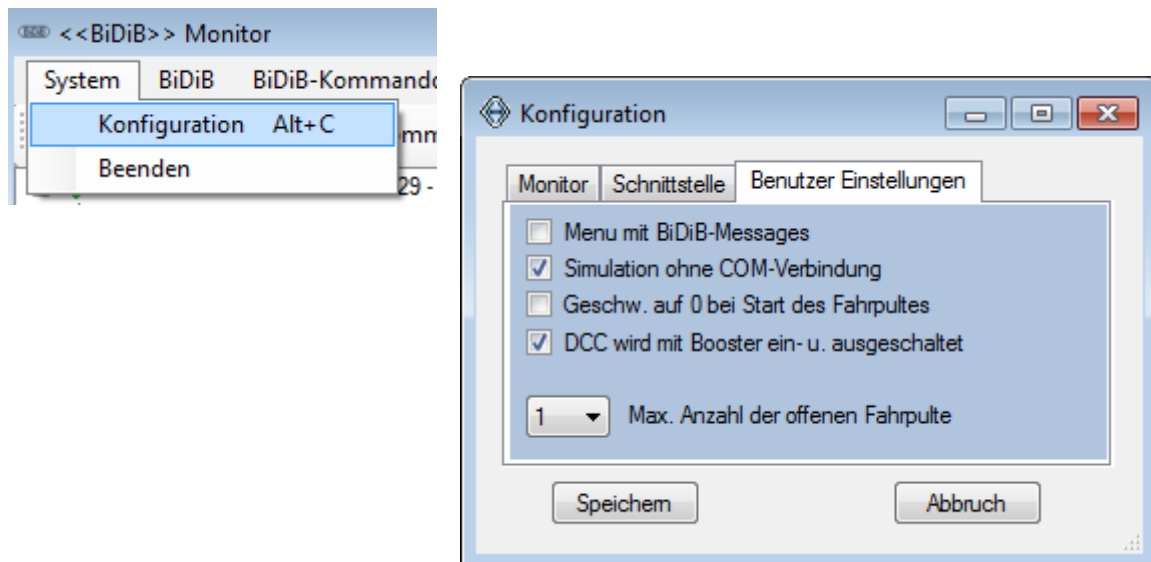 <<BiDiB>> Monitor
System BiDiB BiDiB-Kommando
Konfiguration Alt+C
Beenden
29 -
Konfiguration
Monitor Schnittstelle Benutzer Einstellungen
Menu mit BiDiB-Messages
Simulation ohne COM-Verbindung
Geschw. auf 0 bei Start des Fahrpultes
DCC wird mit Booster ein- u. ausgeschaltet
1 Max. Anzahl der offenen Fahrpulte
Speichern Abbruch